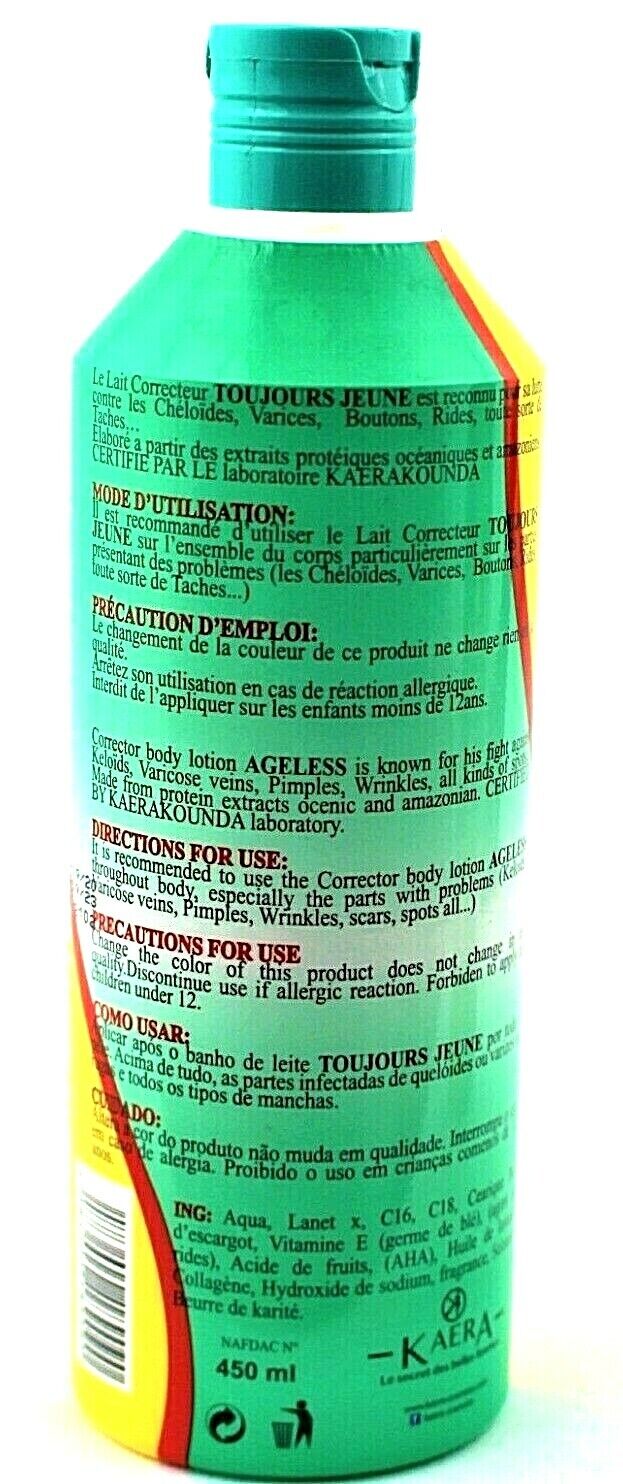 Le Lait Correcteur TOUJOURS JEUNE est reconnu pour sa
contre les Chéloïdes, Varices, Boutons, Rides, toute sorte de
Taches...
Elaboré a partir des extraits protéiques océaniques et
CERTIFIÉ PAR LE laboratoire KAERAKOUNDA
MODE D'UTILISATION:
Il est recommandé d'utiliser le Lait Correcteur TOUJOURS
JEUNE sur l'ensemble du corps particulièrement sur
présentant des problèmes (les Chéloïdes, Varices, Boutons, Rides
toute sorte de Taches...)
PRÉCAUTION D'EMPLOI:
Le changement de la couleur de ce produit ne change rien
qualité.
Arrêtez son utilisation en cas de réaction allergique.
Interdit de l'appliquer sur les enfants moins de 12ans.
Corrector body lotion AGELESS is known for his fight against
Keloids, Varicose veins, Pimples, Wrinkles, all kinds of
Made from protein extracts ocenic and amazonian. CERTIFIE
BY KAERAKOUNDA laboratory.
DIRECTIONS FOR USE:
It is recommended to use the Corrector body lotion AGELESS
throughout body, especially the parts with problems
Varicose veins, Pimples, Wrinkles, scars, spots all...)
PRECAUTIONS FOR USE
Change the color of this product does not change
quality.Discontinue use if allergic reaction. Forbiden to
children under 12.
COMO USAR:
Aplicar após o banho de leite TOUJOURS JEUNE por
Acima de tudo, as partes infectadas de quelóides ou
e todos os tipos de manchas.
CUIDADO:
cor do produto não muda em qualidade. Interrompa
em caso de alergia. Proibido o uso em crianças
anos.
ING: Aqua, Lanet x, C16, C18,
d'escargot, Vitamine E (germe de blé),
rides), Acide de fruits, (AHA), Huile de
Collagène, Hydroxide de sodium, fragrance,
Beurre de karité.
NAFDAC N°
450 ml
KAERA
Le secret des belles